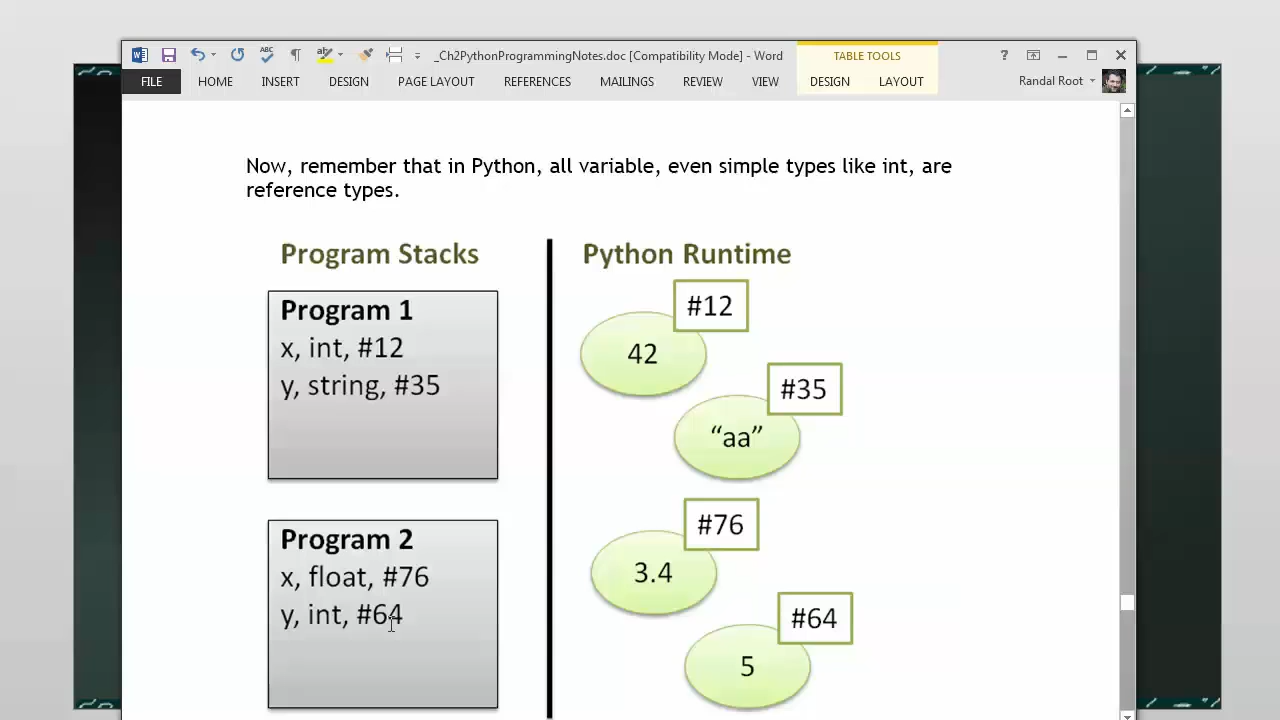 _Ch2PythonProgrammingNotes.doc [Compatibility Mode] - Word
TABLE TOOLS
?
FILE HOME INSERT DESIGN PAGE LAYOUT REFERENCES MAILINGS REVIEW VIEW DESIGN LAYOUT Randal Root
Now, remember that in Python, all variable, even simple types like int, are
reference types.
Program Stacks
Python Runtime
Program 1
x, int, #12
y, string, #35
#12
42
#35
“aa”
Program 2
x, float, #76
y, int, #64
#76
3.4
#64
5